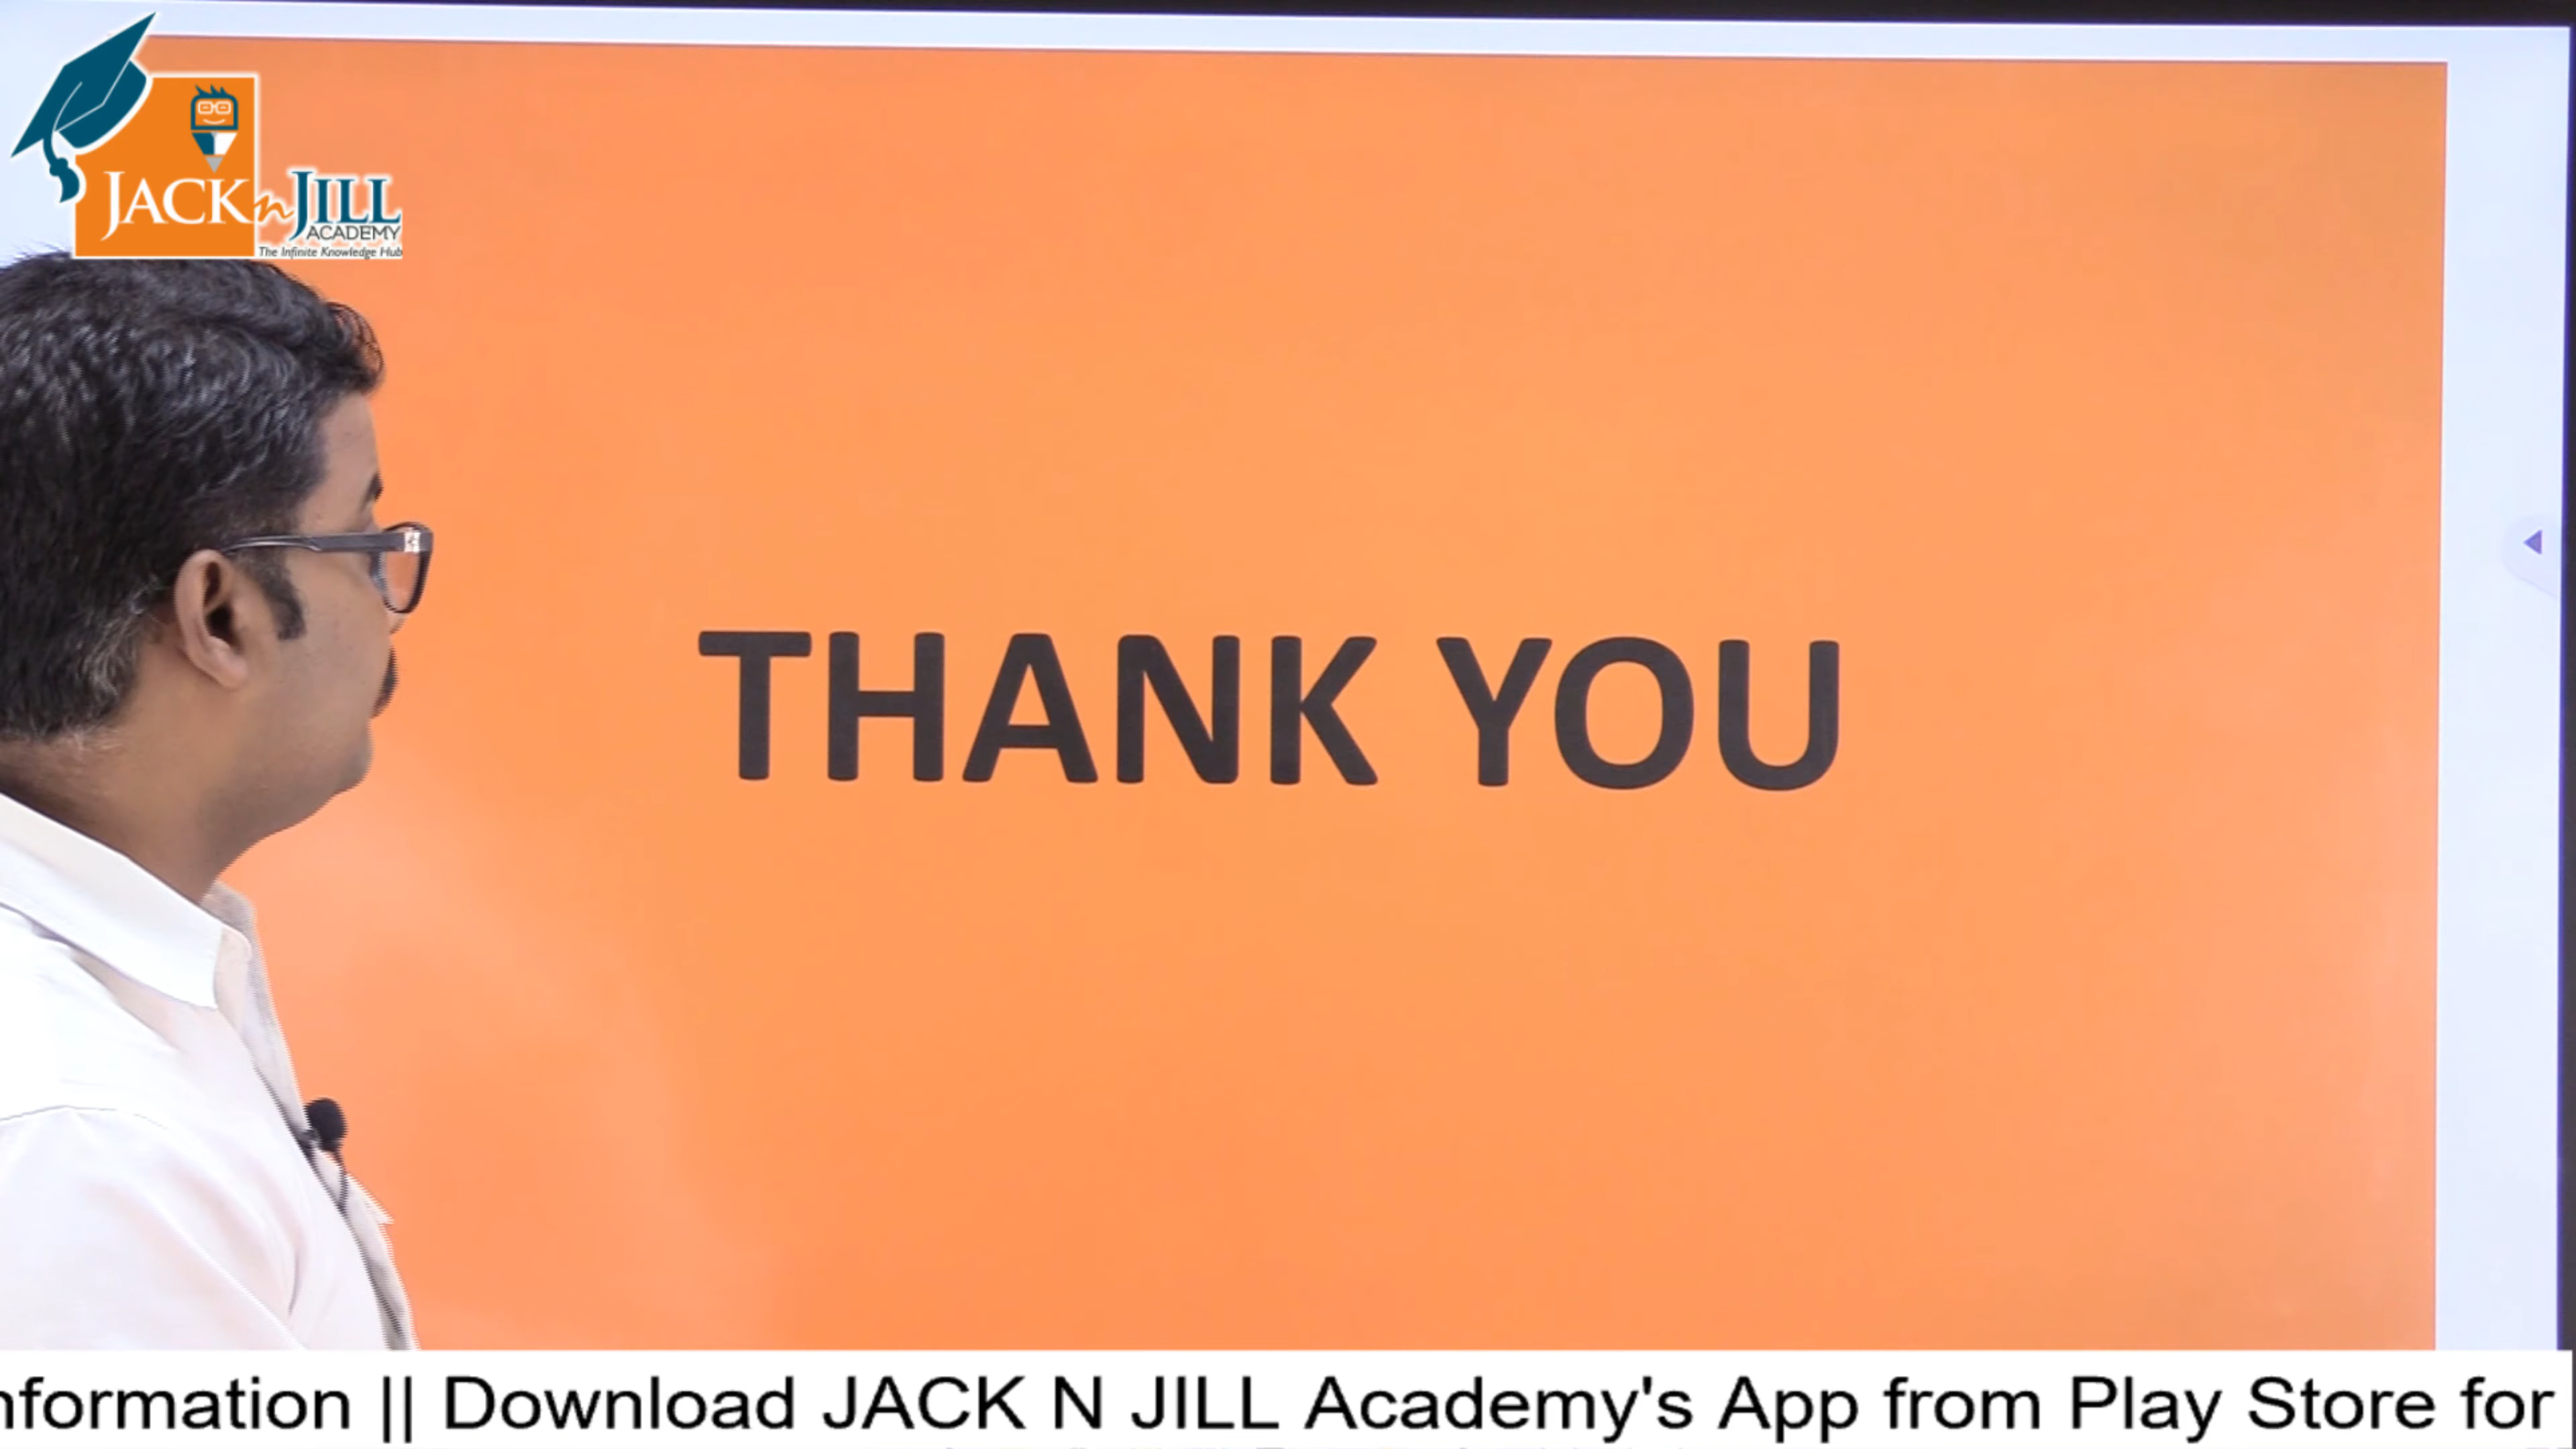 JACK n JILL
ACADEMY
The Infinite Knowledge Hub
THANK YOU
nformation || Download JACK N JILL Academy's App from Play Store for